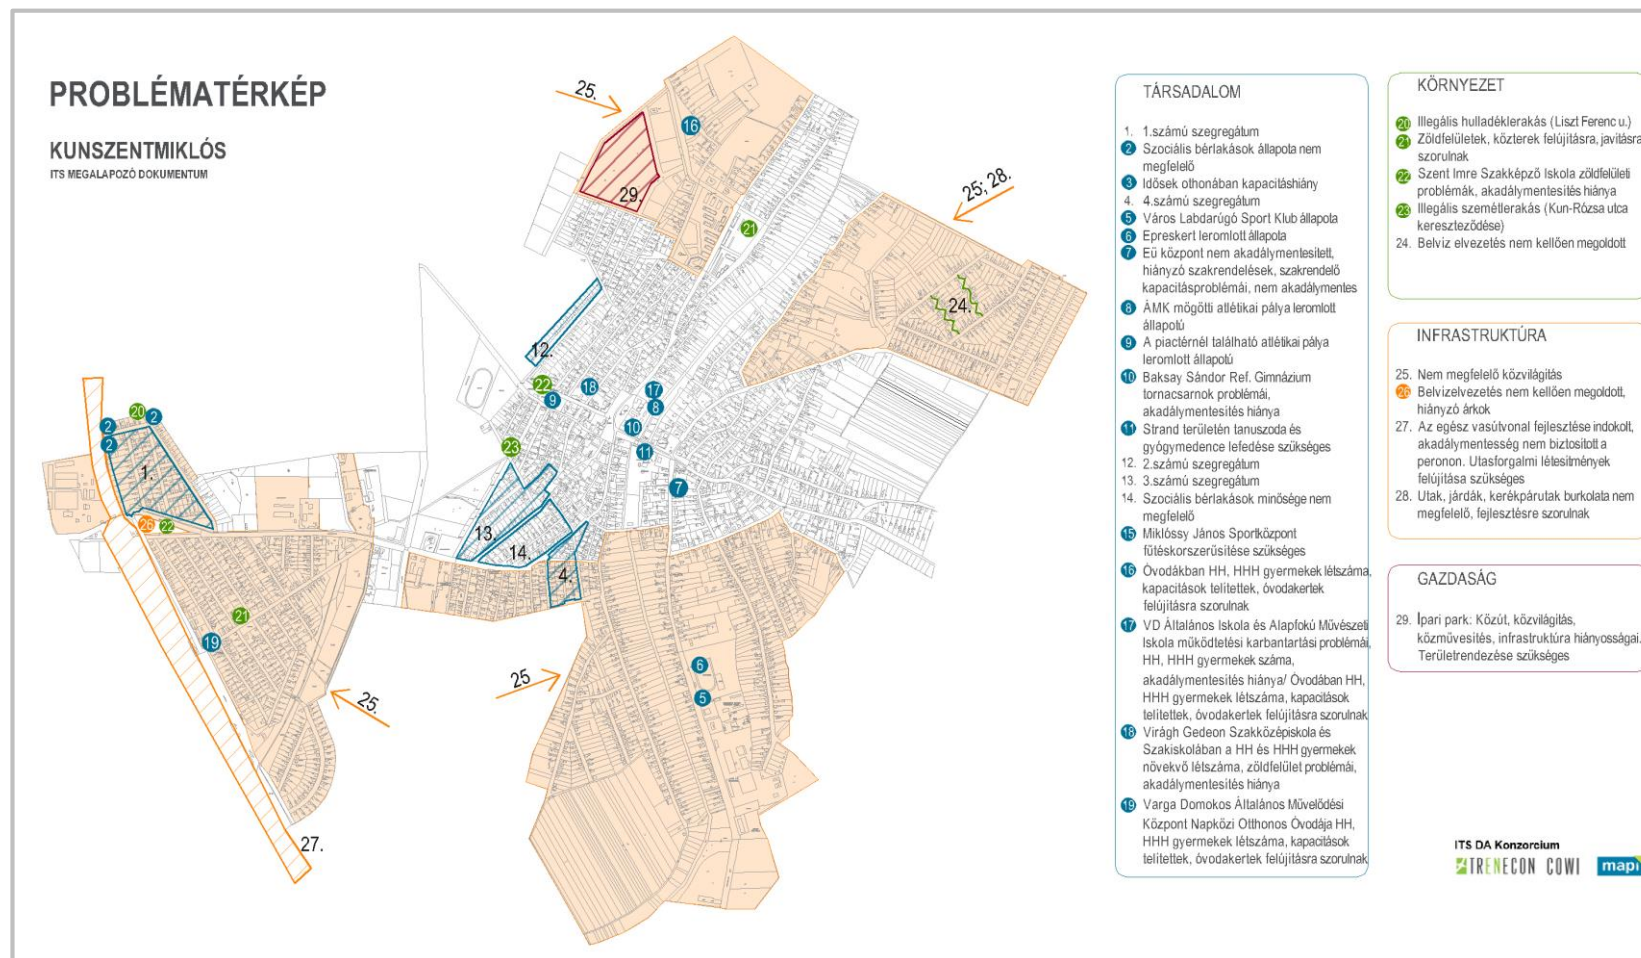 PROBLÉMATÉRKÉP
KUNSZENTMIKLÓS
ITS MEGALAPOZÓ DOKUMENTUM
25.
16
29.
25; 28.
21
24.
12.
22
9
18
17
8
10
11
7
23
13.
14.
4.
20
2
2
2
1.
26
22
21
19
25.
27.
25
6
5
TÁRSADALOM
1. 1.számú szegregátum
2 Szociális bérlakások állapota nem
megfelelő
3 Idősek othonában kapacitáshiány
4. 4.számú szegregátum
5 Város Labdarúgó Sport Klub állapota
6 Epreskert leromlott állapota
7 Eü központ nem akadálymentesített,
hiányzó szakrendelések, szakrendelő
kapacitásproblémái, nem akadálymentes
8 ÁMK mögötti atlétikai pálya leromlott
állapotú
9 A piactérnél található atlétikai pálya
leromlott állapotú
10 Baksay Sándor Ref. Gimnázium
tornacsarnok problémái,
akadálymentesítés hiánya
11 Strand területén tanuszoda és
gyógymedence lefedése szükséges
12. 2.számú szegregátum
13. 3.számú szegregátum
14. Szociális bérlakások minősége nem
megfelelő
15 Miklóssy János Sportközpont
fűtéskorszerűsítése szükséges
16 Óvodákban HH, HHH gyermekek létszáma,
kapacitások telítettek, óvodakertek
felújításra szorulnak
17 VD Általános Iskola és Alapfokú Művészeti
Iskola működtetési karbantartási problémái,
HH, HHH gyermekek száma,
akadálymentesítés hiánya/ Óvodában HH,
HHH gyermekek létszáma, kapacitások
telítettek, óvodakertek felújításra szorulnak
18 Virágh Gedeon Szakközépiskola és
Szakiskolában a HH és HHH gyermekek
növekvő létszáma, zöldfelület problémái,
akadálymentesítés hiánya
19 Varga Domokos Általános Művelődési
Központ Napközi Otthonos Óvodája HH,
HHH gyermekek létszáma, kapacitások
telítettek, óvodakertek felújításra szorulnak
KÖRNYEZET
20 Illegális hulladéklerakás (Liszt Ferenc u.)
21 Zöldfelületek, közterek felújításra, javításra
szorulnak
22 Szent Imre Szakképző Iskola zöldfelületi
problémák, akadálymentesítés hiánya
23 Illegális szemétlerakás (Kun-Rózsa utca
kereszteződése)
24. Belvíz elvezetés nem kellően megoldott
INFRASTRUKTÚRA
25. Nem megfelelő közvilágítás
26 Belvízelvezetés nem kellően megoldott,
hiányzó árkok
27. Az egész vasútvonal fejlesztése indokolt,
akadálymentesség nem biztosított a
peronon. Utasforgalmi létesítmények
felújítása szükséges
28. Utak, járdák, kerékpárutak burkolata nem
megfelelő, fejlesztésre szorulnak
GAZDASÁG
29. Ipari park: Közút, közvilágítás,
közművesítés, infrastruktúra hiányosságai.
Területrendezése szükséges
ITS DA Konzorcium
TRENECON COWI
mapi